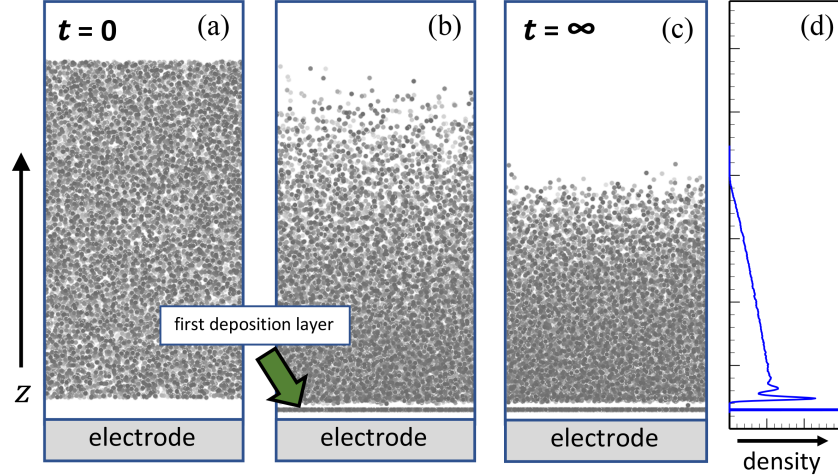 t = 0
(a)
(b)
t = ∞
(c)
(d)
first deposition layer
z
electrode
electrode
electrode
density